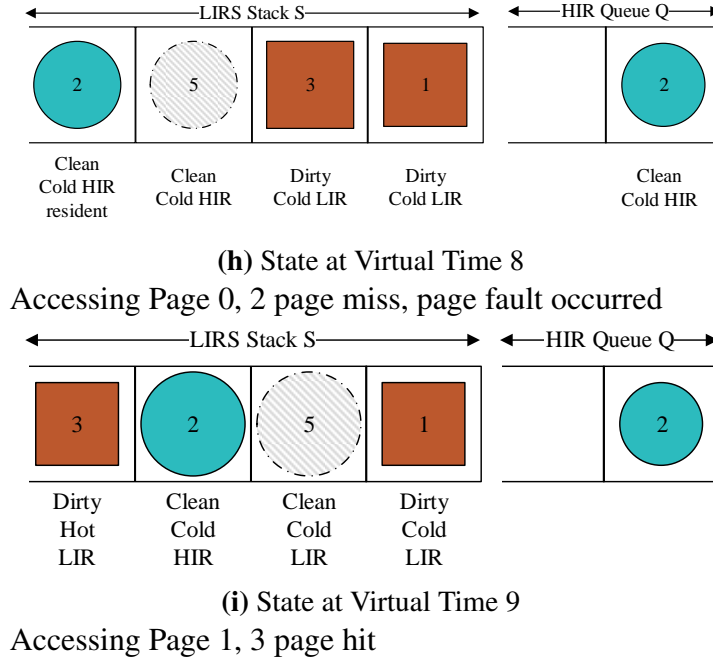 LIRS Stack S HIR Queue Q
2 5 3 1 2
Clean Clean Dirty Dirty Clean
Cold HIR Cold HIR Cold LIR Cold LIR Cold HIR
resident
(h) State at Virtual Time 8
Accessing Page 0, 2 page miss, page fault occurred
LIRS Stack S HIR Queue Q
3 2 5 1 2
Dirty Clean Clean Dirty
Hot Cold Cold Cold
LIR HIR LIR LIR
(i) State at Virtual Time 9
Accessing Page 1, 3 page hit